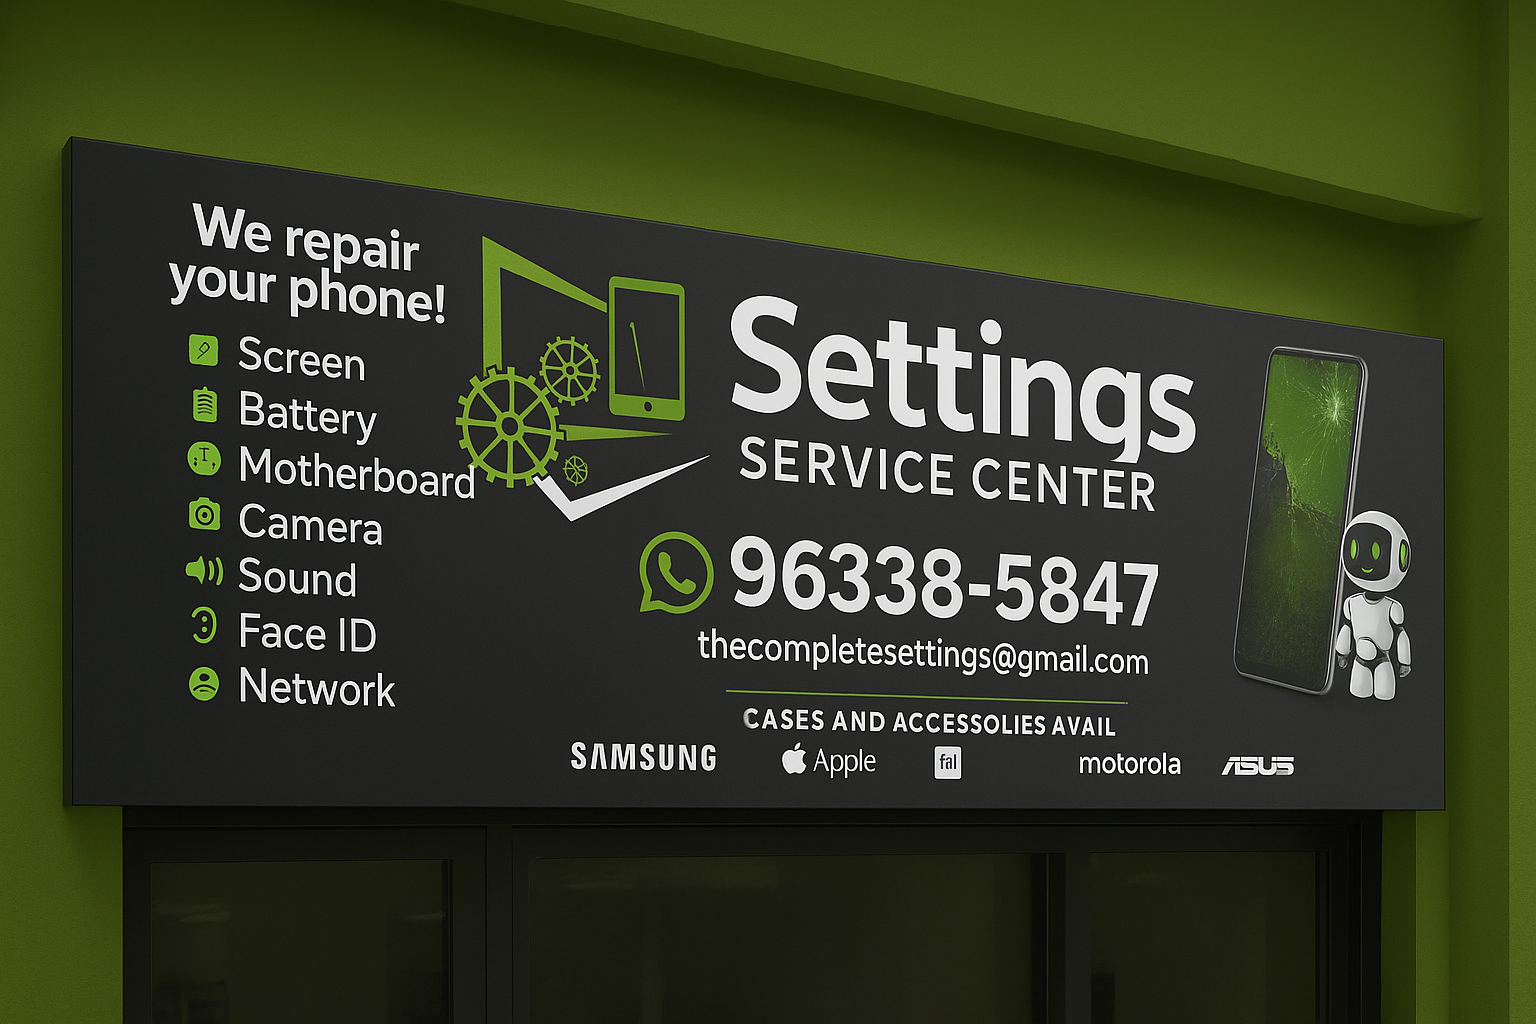 We repair
your phone!
Screen
Battery
Motherboard
Camera
Sound
Face ID
Network
Settings
SERVICE CENTER
96338-5847
thecompletesettings@gmail.com
CASES AND ACCESSOLIES AVAIL
SAMSUNG
Apple
fal
motorola
ASUS